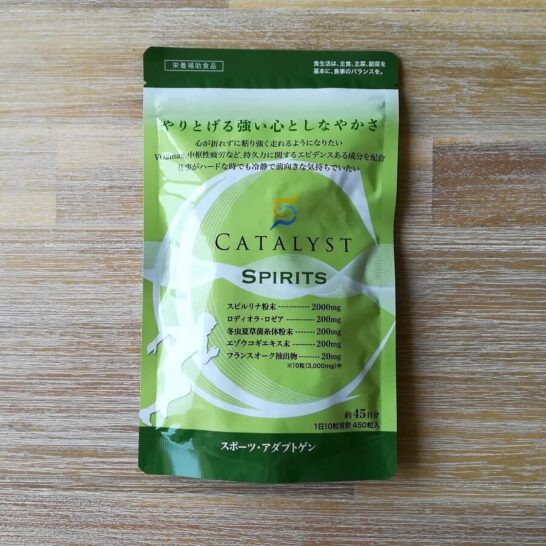 栄養補助食品
食生活は、主食、主菜、副菜を
基本に、食事のバランスを。
やりとげる強い心としなやかさ
心が折れずに粘り強く走れるようになりたい
中枢性疲労など、持久力に関するエビデンスある成分を配合
仕事がハードな時でも冷静で前向きな気持ちでいたい
CATALYST
SPIRITS
スピルリナ粉末------------2000mg
ロディオラ・ロゼア----------200mg
冬虫夏草菌糸体粉末-------200mg
エゾウコギエキス末--------200mg
フランスオーク抽出物-------20mg
※10粒(3,000mg)中
約45日分
1日10粒目安・450粒入
スポーツ・アダプトゲン